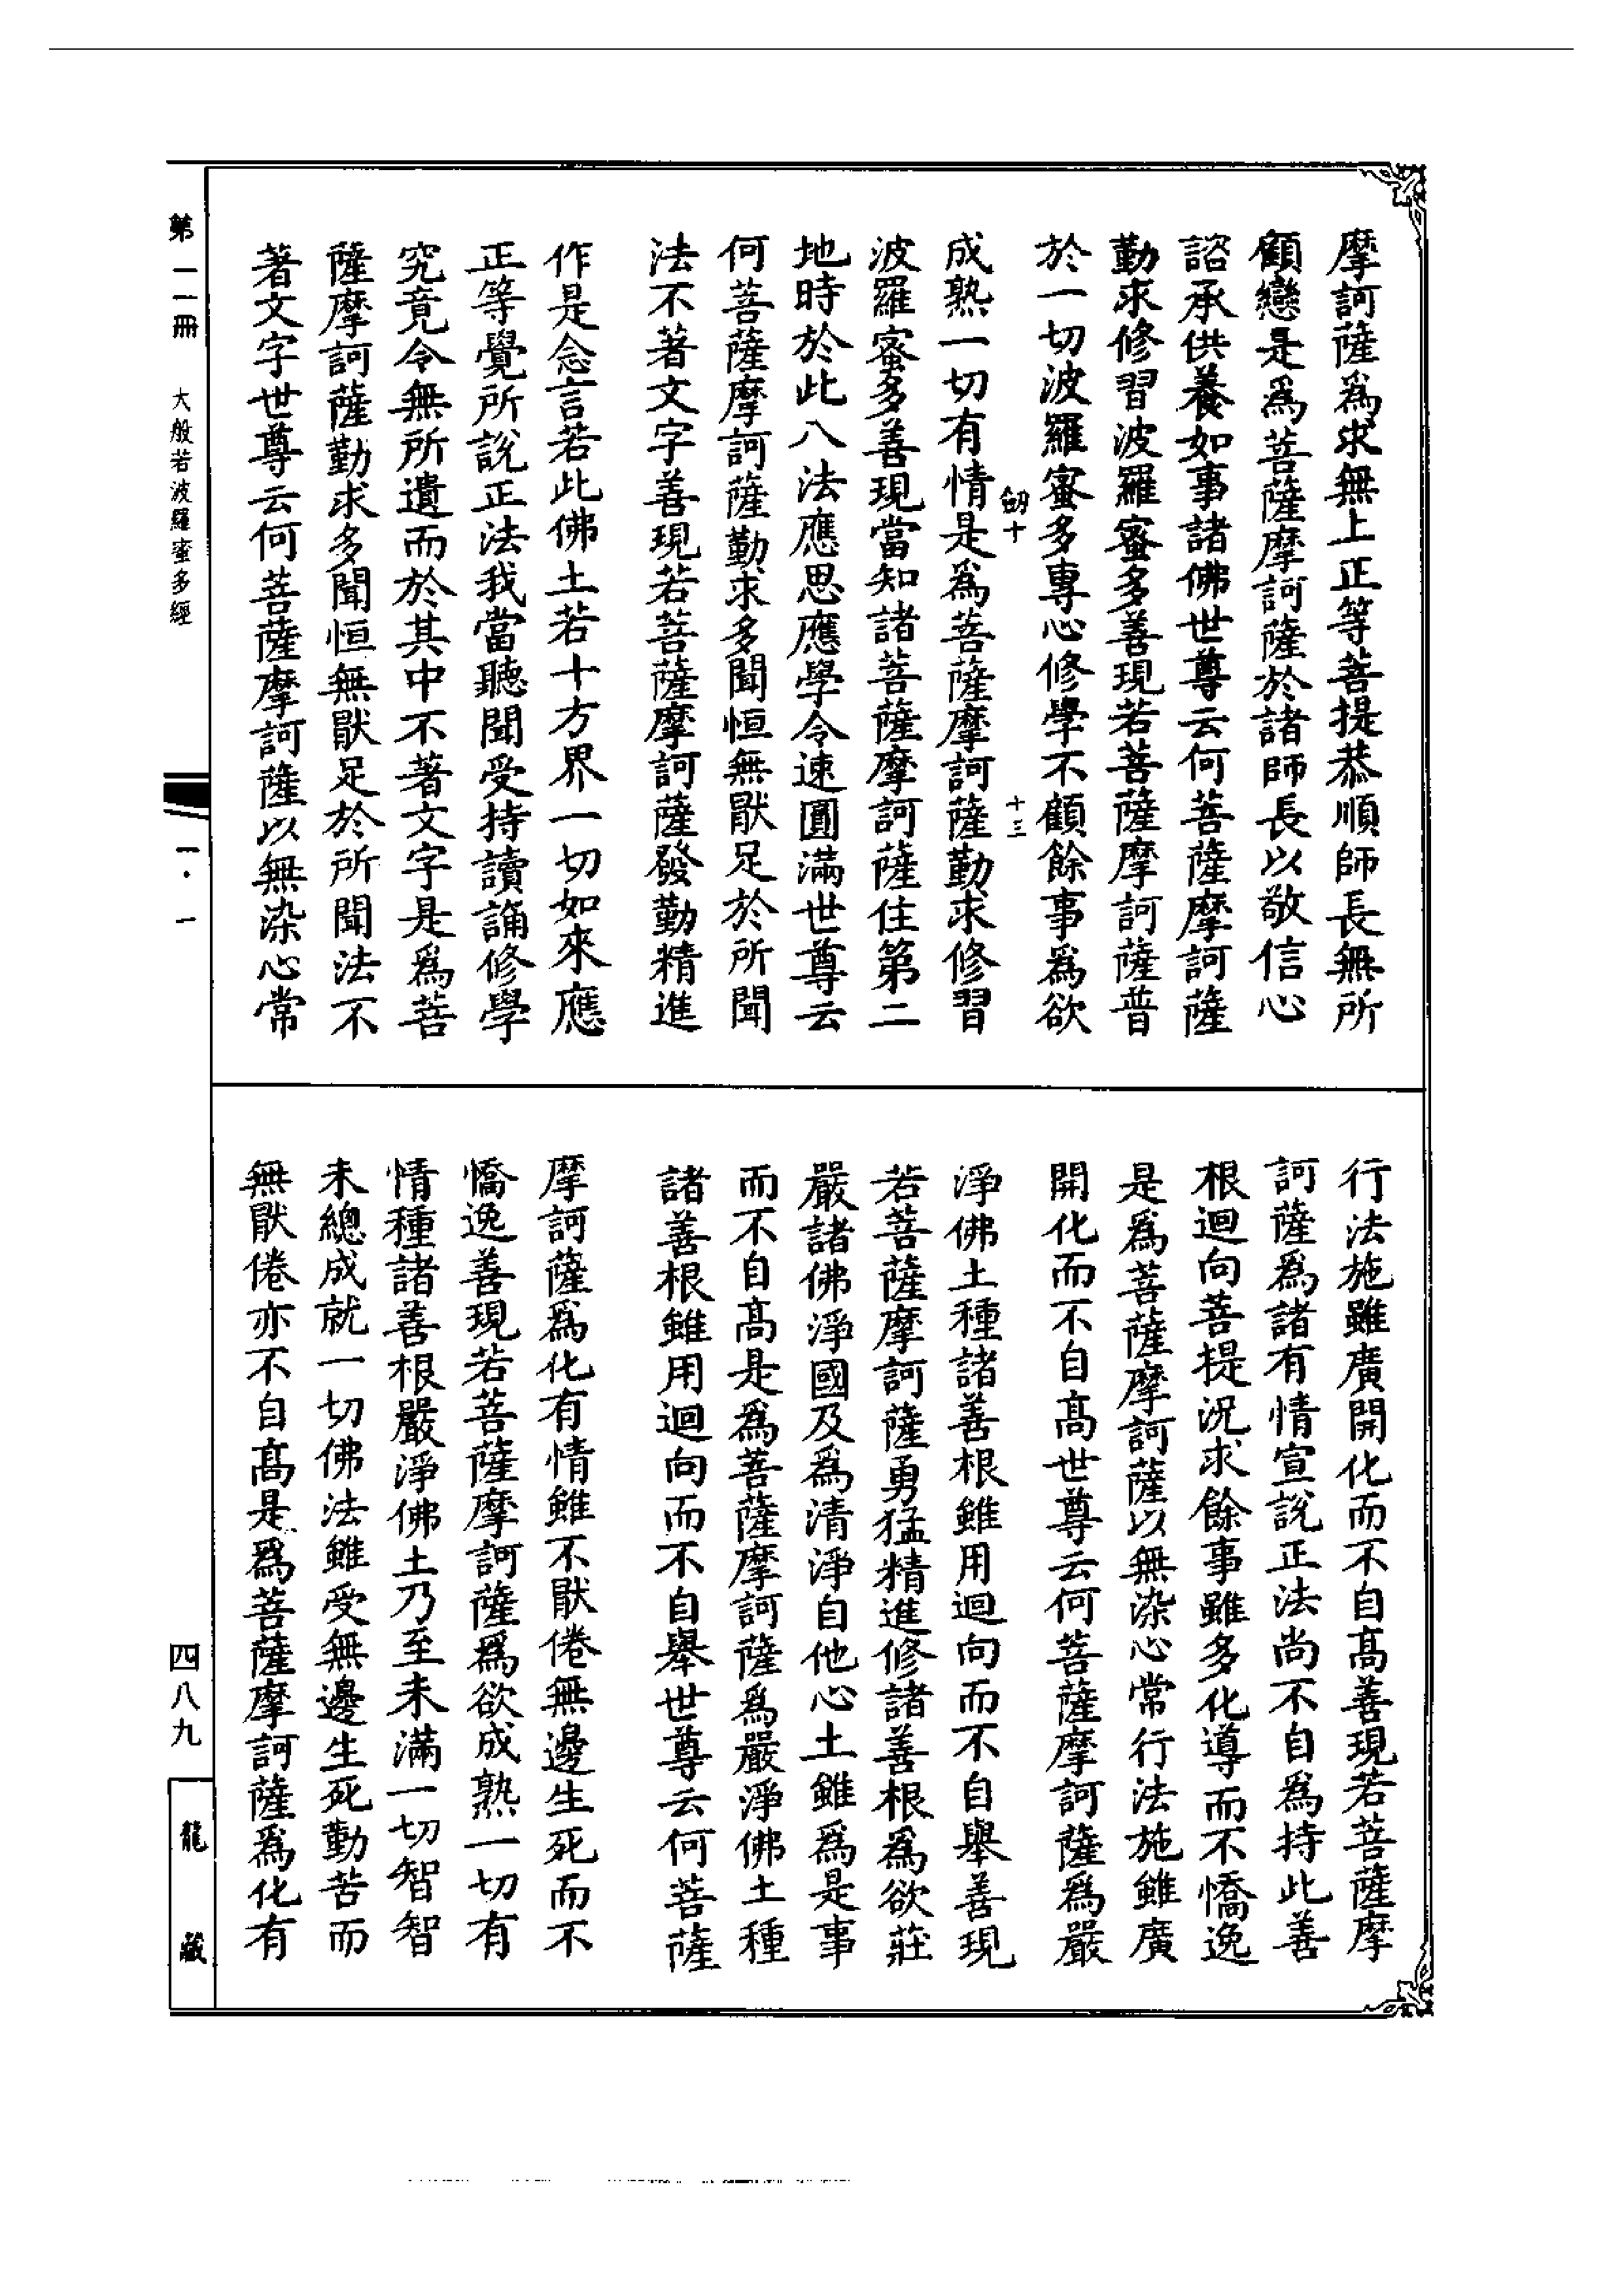 摩訶薩爲求無上正等菩提恭順師長無所
顧戀是爲菩薩摩訶薩於諸師長以敬信心
諮承供養如事諸佛世尊云何菩薩摩訶薩
勤求修習波羅蜜多善現若菩薩摩訶薩普
於一切波羅蜜多專心修學不顧餘事爲欲
劒十
十三
成熟一切有情是爲菩薩摩訶薩勤求修習
波羅蜜多善現當知諸菩薩摩訶薩住第二
地時於此八法應思應學令速圓滿世尊云
何菩薩摩訶薩勤求多聞恒無厭足於所聞
法不著文字善現若菩薩摩訶薩發勤精進
作是念言若此佛土若十方界一切如來應
正等覺所說正法我當聽聞受持讀誦修學
究竟令無所遺而於其中不著文字是爲菩
薩摩訶薩勤求多聞恒無猒足於所聞法不
著文字世尊云何菩薩摩訶薩以無染心常
行法施雖廣開化而不自髙善現若菩薩摩
訶薩爲諸有情宣說正法尚不自爲持此善
根迴向菩提況求餘事雖多化導而不憍逸
是爲菩薩摩訶薩以無染心常行法施雖廣
開化而不自髙世尊云何菩薩摩訶薩爲嚴
淨佛土種諸善根雖用迴向而不自舉善現
若菩薩摩訶薩勇猛精進修諸善根爲欲莊
嚴諸佛淨國及爲清淨自他心土雖爲是事
而不自髙是爲菩薩摩訶薩爲嚴淨佛土種
諸善根雖用迴向而不自舉世尊云何菩薩
摩訶薩爲化有情雖不猒倦無邊生死而不
憍逸善現若菩薩摩訶薩爲欲成熟一切有
情種諸善根嚴淨佛土乃至未滿一切智智
未總成就一切佛法雖受無邊生死勤苦而
無猒倦亦不自髙是爲菩薩摩訶薩爲化有
第一一冊
大般若波羅蜜多經
一·一
四八九
龍藏